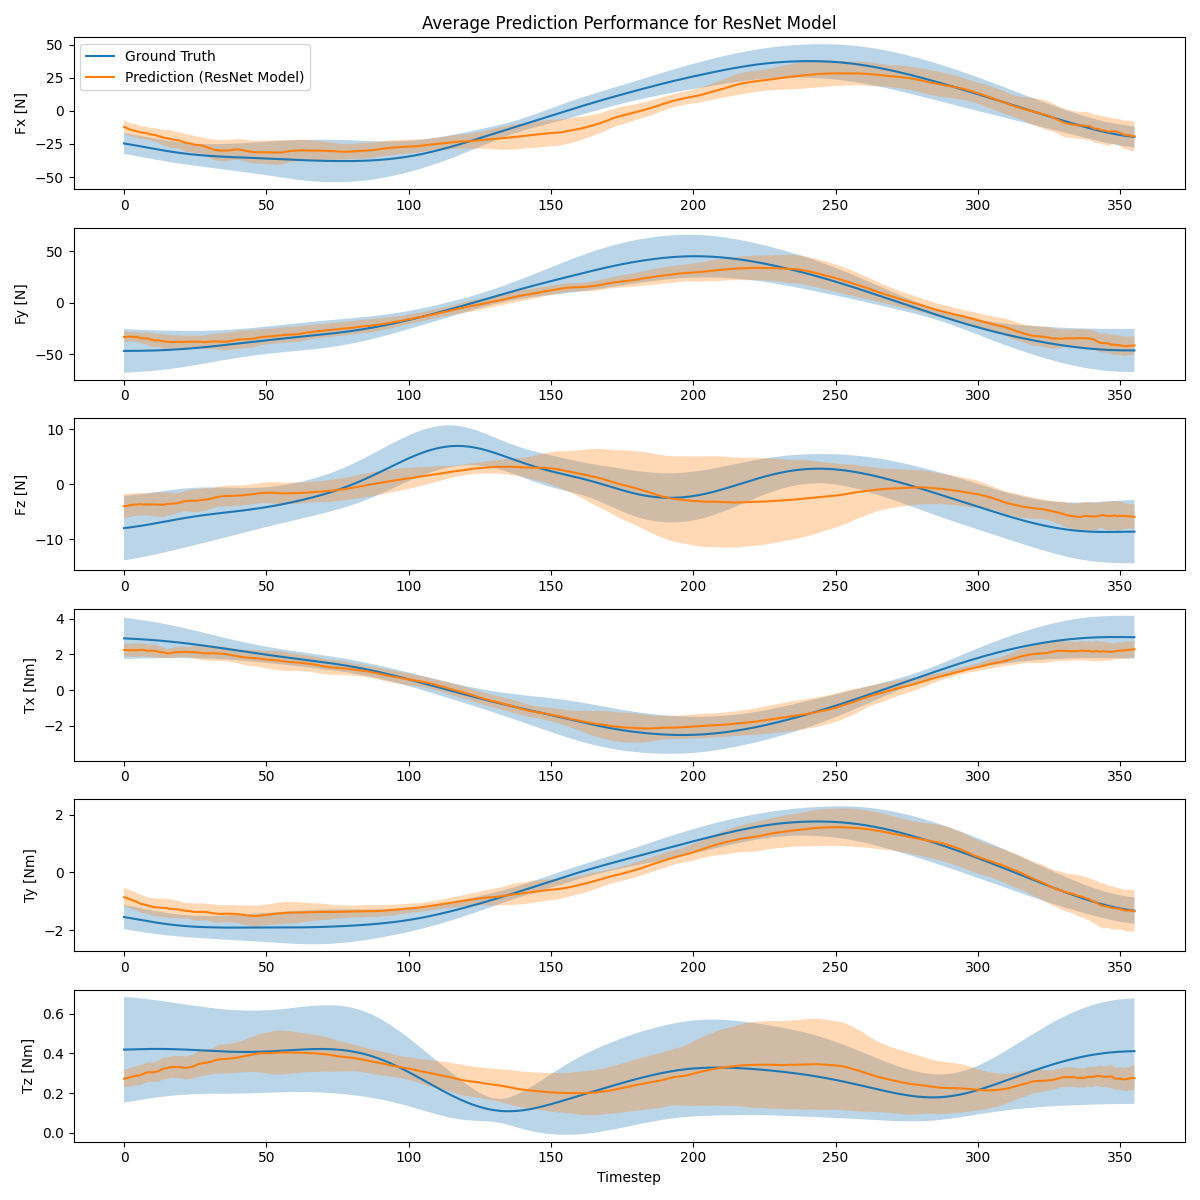 Average Prediction Performance for ResNet Model
Ground Truth
Prediction (ResNet Model)
Fx [N]
50
25
0
−25
−50
0 50 100 150 200 250 300 350
Fy [N]
50
0
−50
0 50 100 150 200 250 300 350
Fz [N]
10
0
−10
0 50 100 150 200 250 300 350
Tx [Nm]
4
2
0
−2
0 50 100 150 200 250 300 350
Ty [Nm]
2
0
−2
0 50 100 150 200 250 300 350
Tz [Nm]
0.6
0.4
0.2
0.0
0 50 100 150 200 250 300 350
Timestep